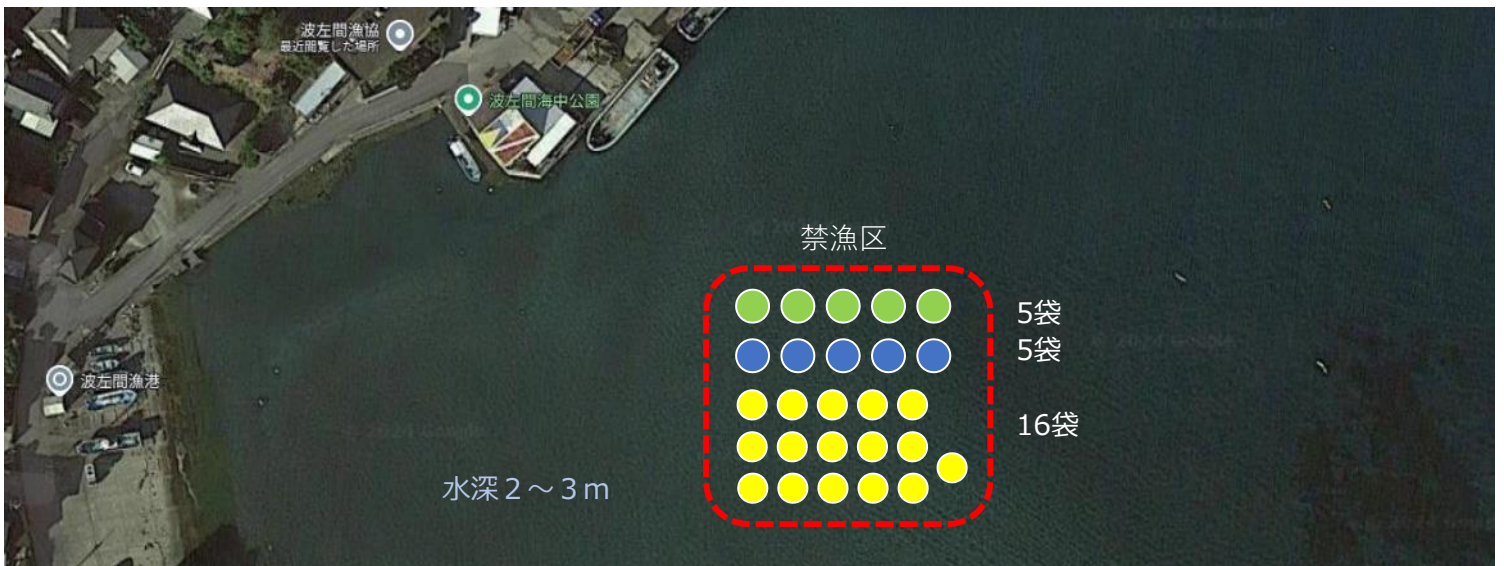 波左間漁協
最近閲覧した場所
波左間海中公園
禁漁区
5袋
5袋
16袋
波左間漁港
水深2～3m